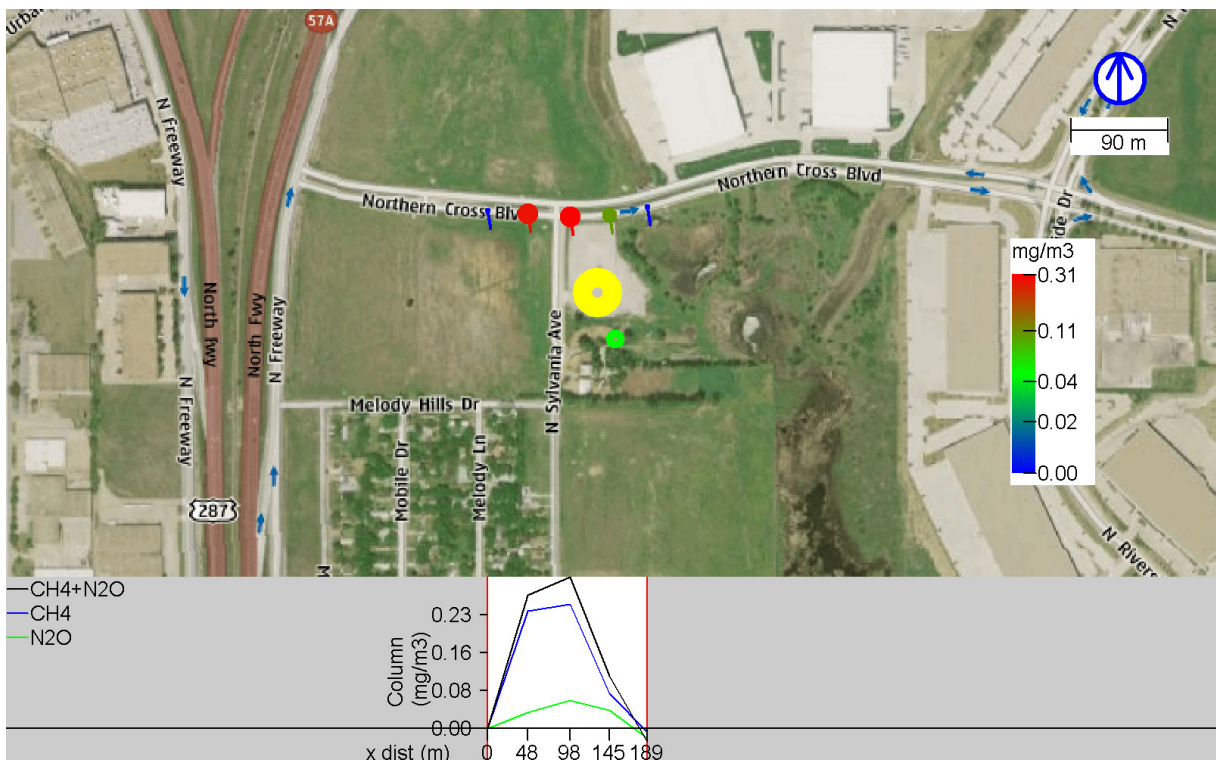 Urba
57A
N Freeway
N Freeway
North Fwy
North Fwy
N Freeway
Northern Cross Blv
Northern Cross Blvd
90 m
ide Dr
mg/m3
0.31
0.11
0.04
0.02
0.00
N Sylvania Ave
Melody Hills Dr
Mobile Dr
Melody Ln
287
N Rivers
CH4+N2O
CH4
N2O
Column
(mg/m3)
0.23
0.16
0.08
0.00
x dist (m)
0
48
98
145
189